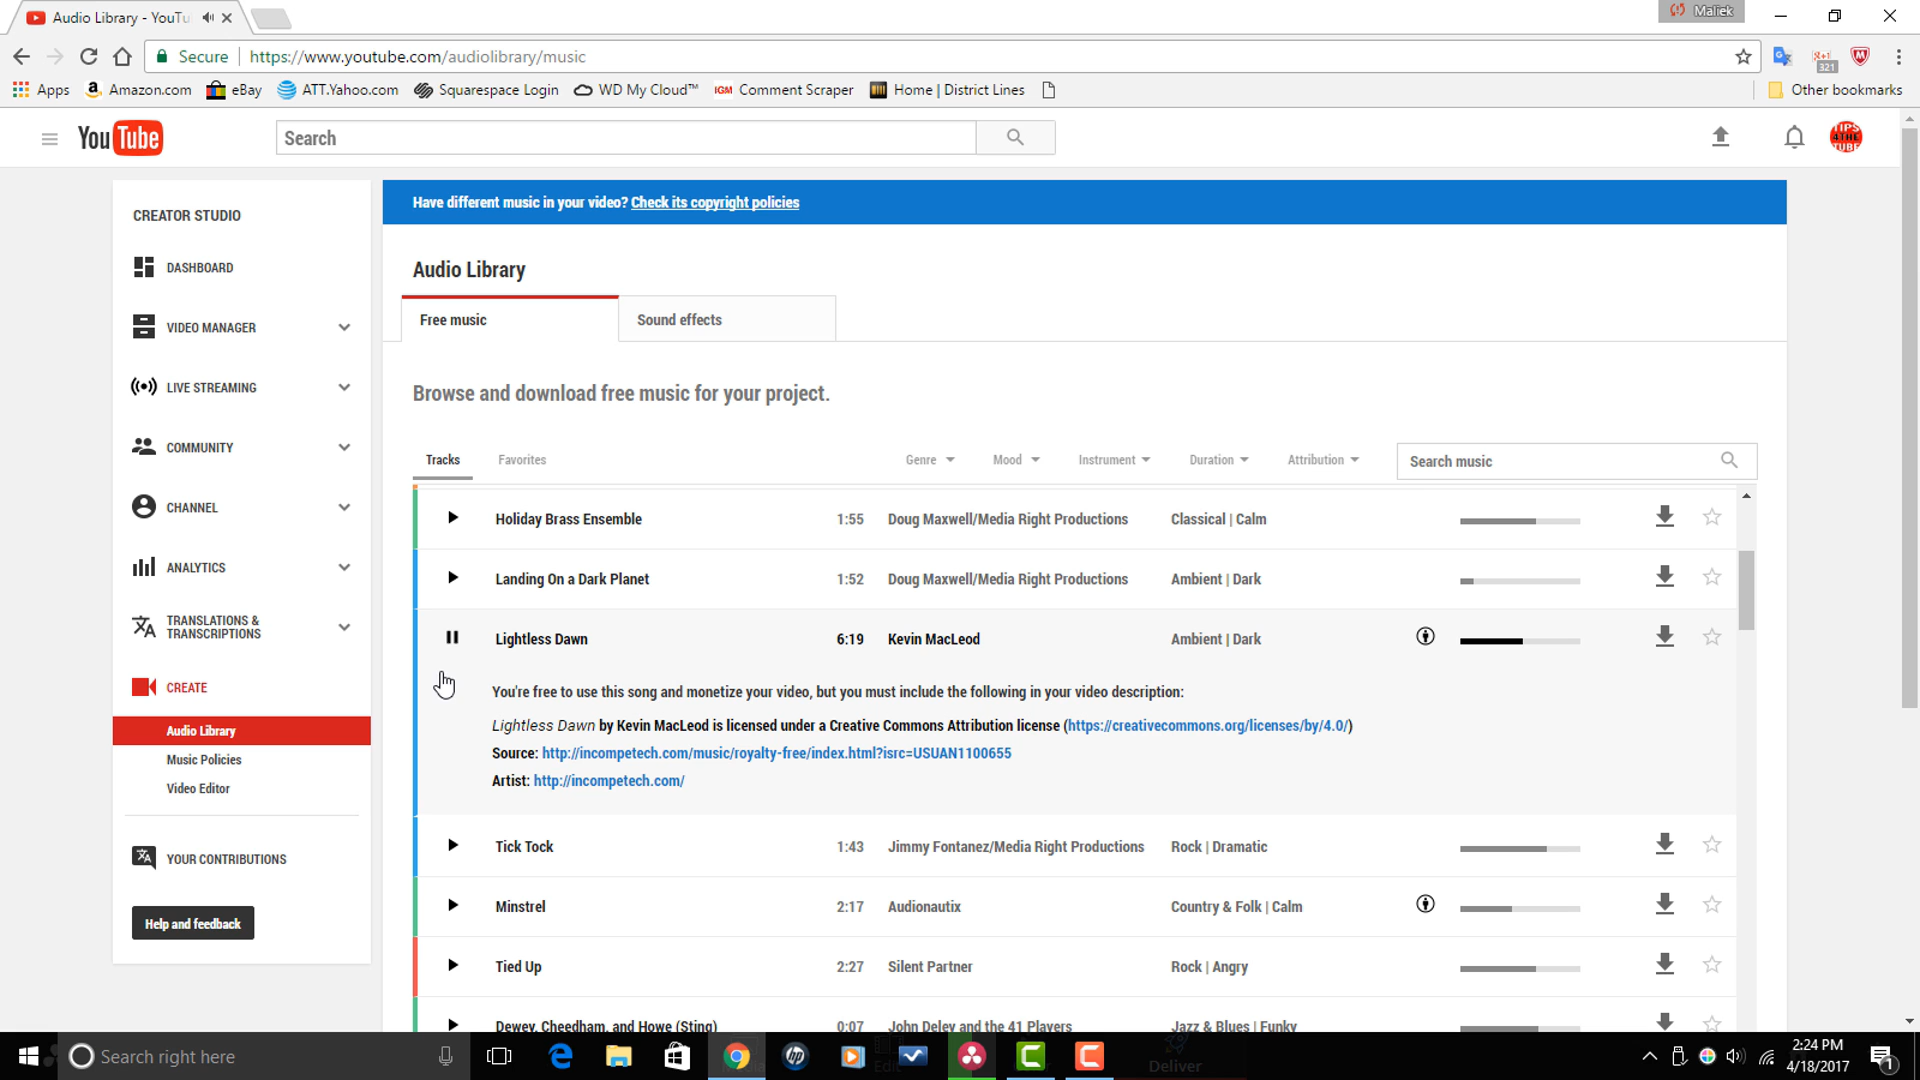 Audio Library - YouTu
Maliek
Secure https://www.youtube.com/audiolibrary/music
321
Apps Amazon.com eBay ATT.Yahoo.com Squarespace Login WD My Cloud™ IGM Comment Scraper Home | District Lines Other bookmarks
YouTube Search TIPS 4THE TUBE
CREATOR STUDIO
DASHBOARD
VIDEO MANAGER
LIVE STREAMING
COMMUNITY
CHANNEL
ANALYTICS
TRANSLATIONS &
TRANSCRIPTIONS
CREATE
Audio Library
Music Policies
Video Editor
YOUR CONTRIBUTIONS
Help and feedback
Have different music in your video? Check its copyright policies
Audio Library
Free music Sound effects
Browse and download free music for your project.
Tracks Favorites Genre Mood Instrument Duration Attribution Search music
Holiday Brass Ensemble 1:55 Doug Maxwell/Media Right Productions Classical | Calm
Landing On a Dark Planet 1:52 Doug Maxwell/Media Right Productions Ambient | Dark
Lightless Dawn 6:19 Kevin MacLeod Ambient | Dark
You're free to use this song and monetize your video, but you must include the following in your video description:
Lightless Dawn by Kevin MacLeod is licensed under a Creative Commons Attribution license (https://creativecommons.org/licenses/by/4.0/)
Source: http://incompetech.com/music/royalty-free/index.html?isrc=USUAN1100655
Artist: http://incompetech.com/
Tick Tock 1:43 Jimmy Fontanez/Media Right Productions Rock | Dramatic
Minstrel 2:17 Audionautix Country & Folk | Calm
Tied Up 2:27 Silent Partner Rock | Angry
Dewey, Cheedham, and Howe (Sting) 0:07 John Deley and the 41 Players Jazz & Blues | Funky
Search right here
hp
Edit
Deliver
2:24 PM
4/18/2017
1